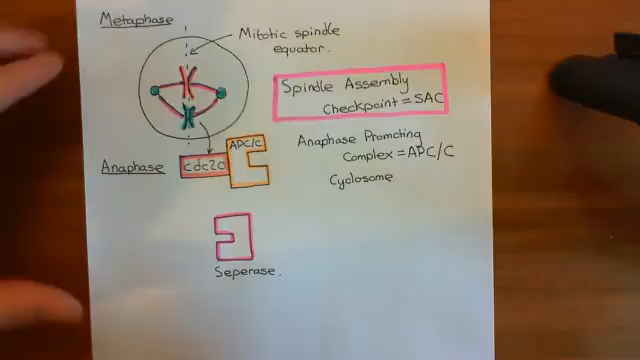 Metaphase
Mitotic spindle
equator.
Spindle Assembly
Checkpoint = SAC
Anaphase Promoting
Complex = APC/C
Cyclosome
APC/C
Anaphase
cdc20
Seperase.